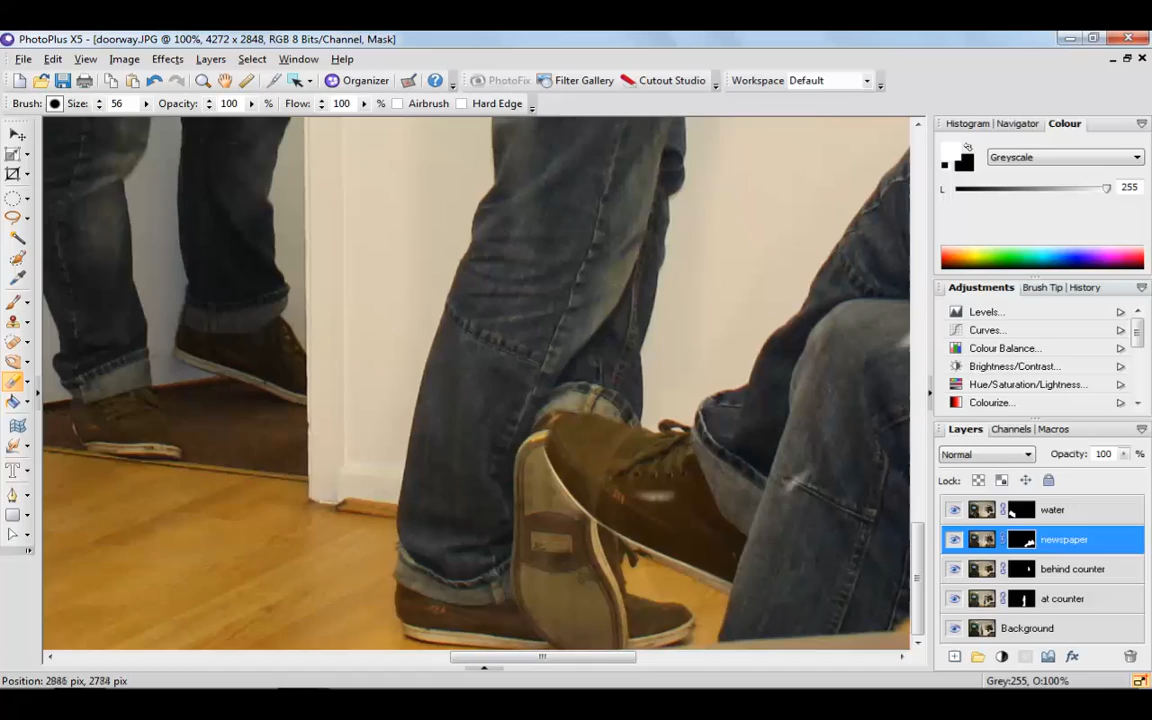 PhotoPlus X5 - [doorway.JPG @ 100%, 4272 x 2848, RGB 8 Bits/Channel, Mask]
File Edit View Image Effects Layers Select Window Help
Organizer PhotoFix Filter Gallery Cutout Studio Workspace Default
Brush: Size: 56 Opacity: 100 % Flow: 100 % Airbrush Hard Edge
Histogram Navigator Colour
Greyscale
L 255
Adjustments Brush Tip History
Levels...
Curves...
Colour Balance...
Brightness/Contrast...
Hue/Saturation/Lightness...
Colourize...
Layers Channels Macros
Normal Opacity: 100 %
Lock:
water
newspaper
behind counter
at counter
Background
Position: 2886 pix, 2784 pix Grey:255, O:100%